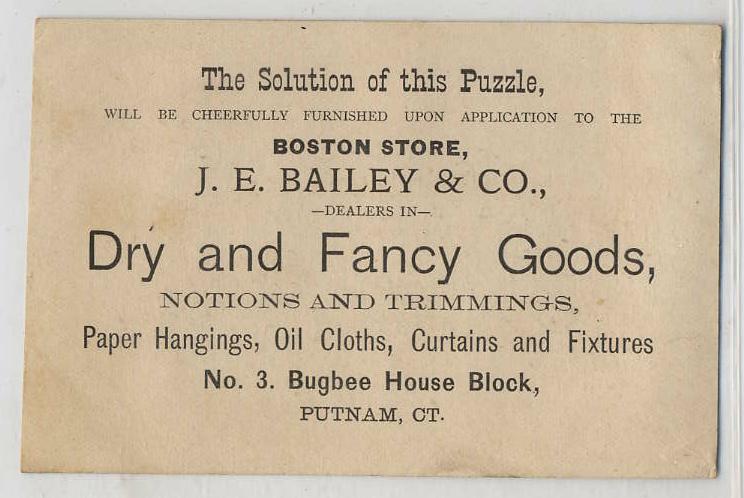 The Solution of this Puzzle,
WILL BE CHEERFULLY FURNISHED UPON APPLICATION TO THE
BOSTON STORE,
J. E. BAILEY & CO.,
—DEALERS IN—
Dry and Fancy Goods,
NOTIONS AND TRIMMINGS,
Paper Hangings, Oil Cloths, Curtains and Fixtures
No. 3. Bugbee House Block,
PUTNAM, CT.